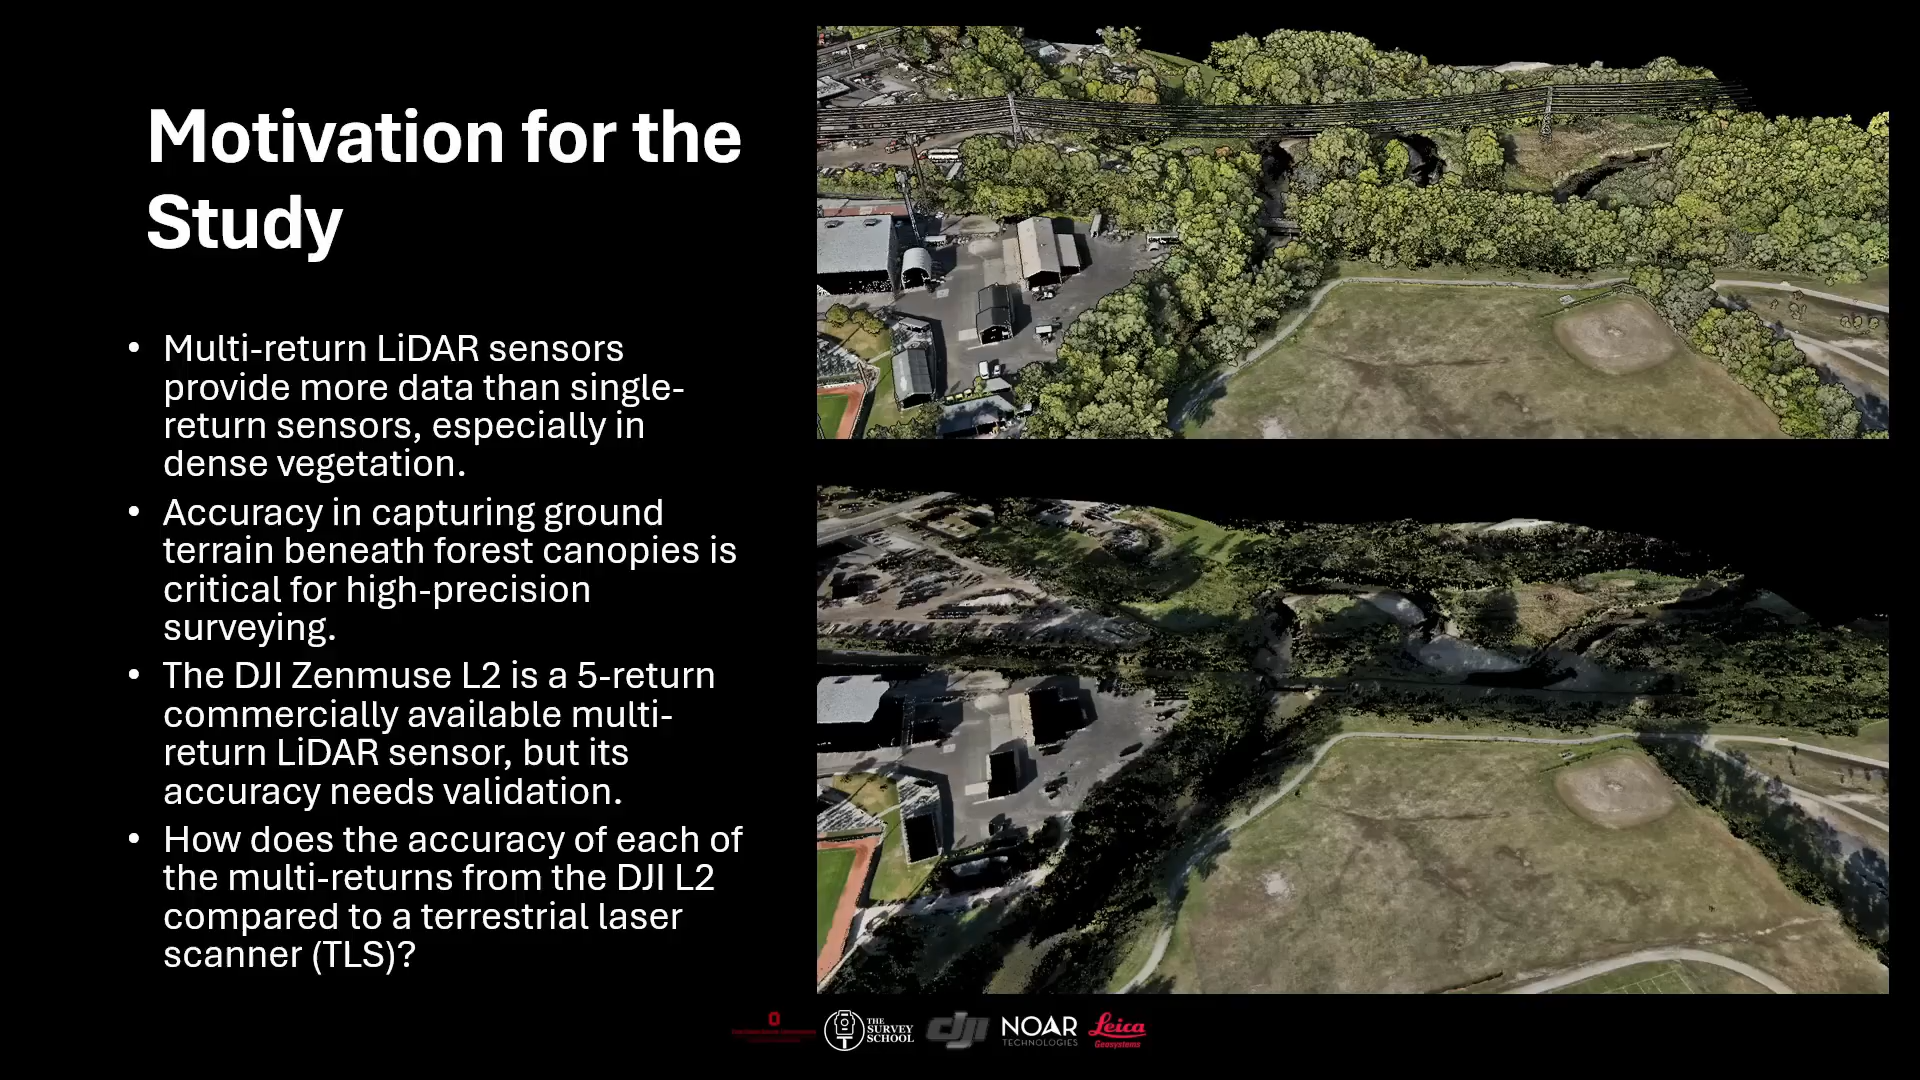 Motivation for the
Study
• Multi-return LiDAR sensors
provide more data than single-
return sensors, especially in
dense vegetation.
• Accuracy in capturing ground
terrain beneath forest canopies is
critical for high-precision
surveying.
• The DJI Zenmuse L2 is a 5-return
commercially available multi-
return LiDAR sensor, but its
accuracy needs validation.
• How does the accuracy of each of
the multi-returns from the DJI L2
compared to a terrestrial laser
scanner (TLS)?
THE
SURVEY
SCHOOL
dji
NOAR
TECHNOLOGIES
Leica
Geosystems